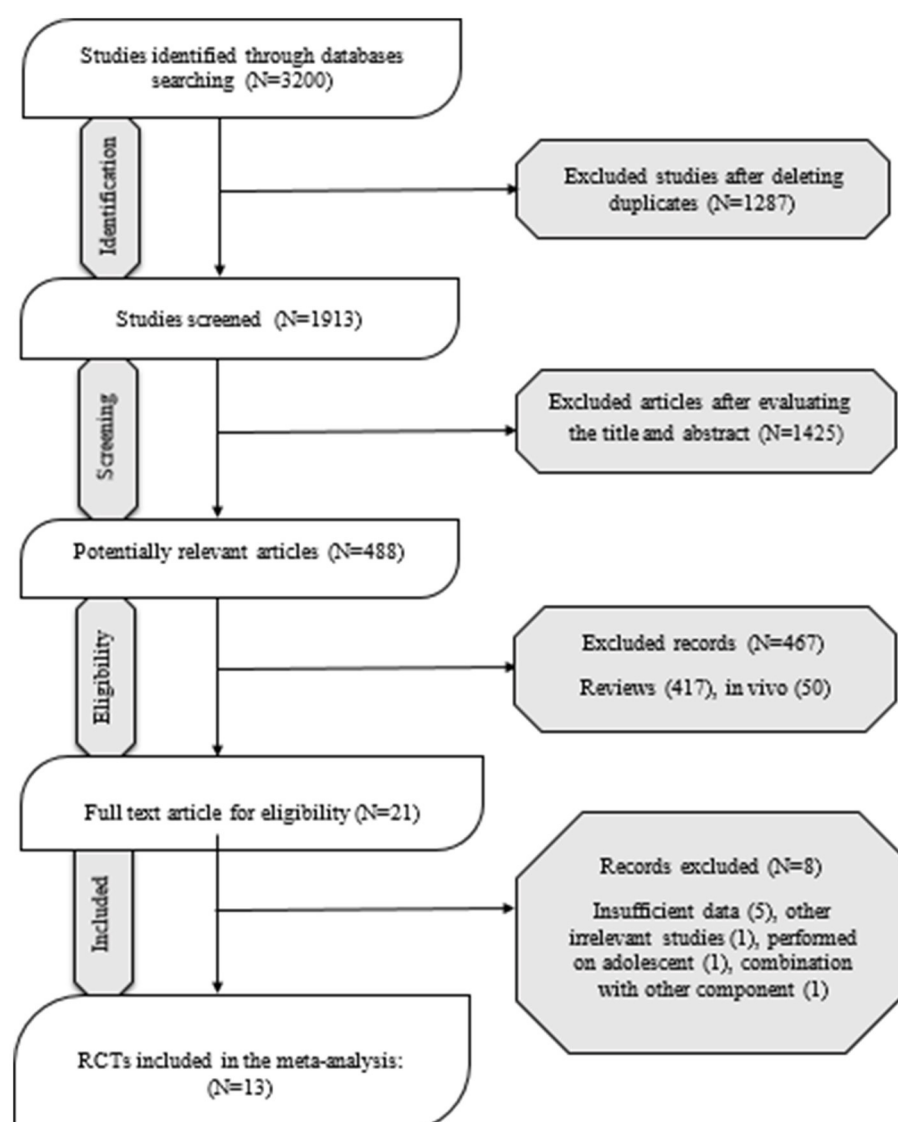 Studies identified through databases
searching (N=3200)
Identification
Excluded studies after deleting
duplicates (N=1287)
Studies screened (N=1913)
Screening
Excluded articles after evaluating
the title and abstract (N=1425)
Potentially relevant articles (N=488)
Eligibility
Excluded records (N=467)
Reviews (417), in vivo (50)
Full text article for eligibility (N=21)
Included
Records excluded (N=8)
Insufficient data (5), other
irrelevant studies (1), performed
on adolescent (1), combination
with other component (1)
RCTs included in the meta-analysis:
(N=13)